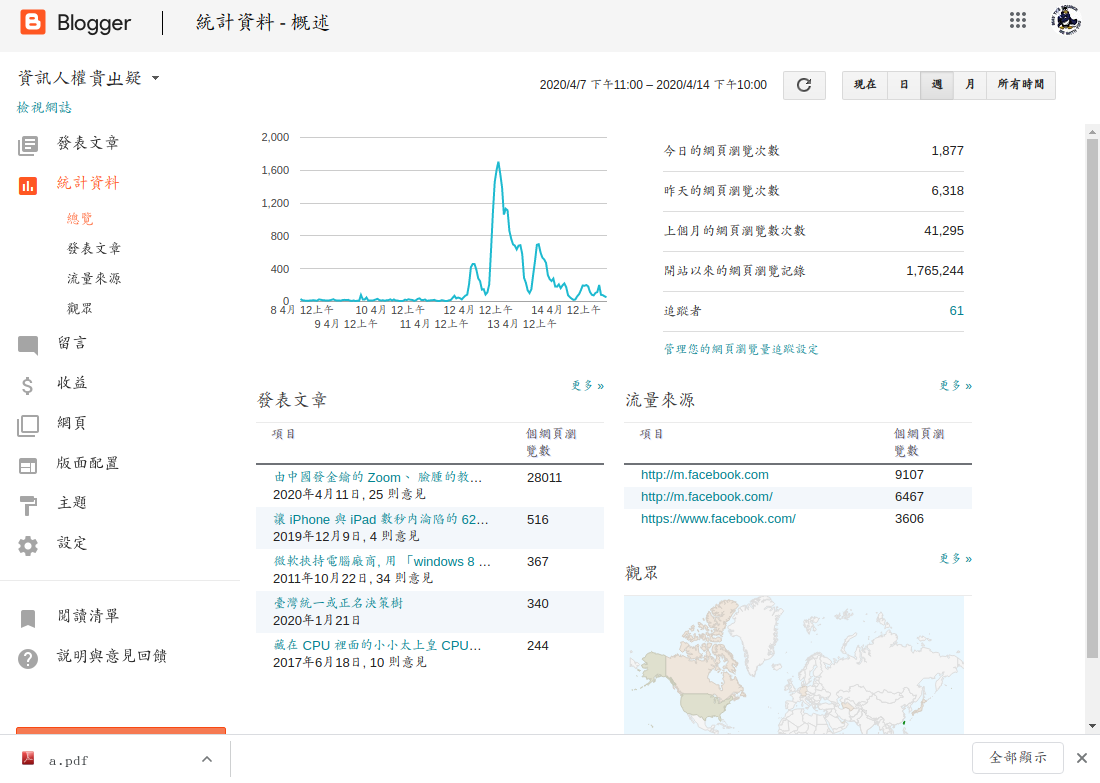 Blogger
統計資料 - 概述
資訊人權貴ㄓ疑
檢視網誌
2020/4/7 下午11:00 – 2020/4/14 下午10:00
現在 日 週 月 所有時間
發表文章
統計資料
總覽
發表文章
流量來源
觀眾
留言
收益
網頁
版面配置
主題
設定
閱讀清單
說明與意見回饋
2,000
1,600
1,200
800
400
0
8 4月 12上午 10 4月 12上午 12 4月 12上午 14 4月 12上午
9 4月 12上午 11 4月 12上午 13 4月 12上午
今日的網頁瀏覽次數 1,877
昨天的網頁瀏覽次數 6,318
上個月的網頁瀏覽數次數 41,295
開站以來的網頁瀏覽記錄 1,765,244
追蹤者 61
管理您的網頁瀏覽量追蹤設定
更多 »
發表文章
項目 個網頁瀏
覽數
由中國發金鑰的 Zoom、 臉腫的教… 28011
2020年4月11日, 25 則意見
讓 iPhone 與 iPad 數秒內淪陷的 62… 516
2019年12月9日, 4 則意見
微軟挾持電腦廠商, 用 「windows 8 … 367
2011年10月22日, 34 則意見
臺灣統一或正名決策樹 340
2020年1月21日
藏在 CPU 裡面的小小太上皇 CPU… 244
2017年6月18日, 10 則意見
更多 »
流量來源
項目 個網頁瀏
覽數
http://m.facebook.com 9107
http://m.facebook.com/ 6467
https://www.facebook.com/ 3606
更多 »
觀眾
a.pdf
全部顯示